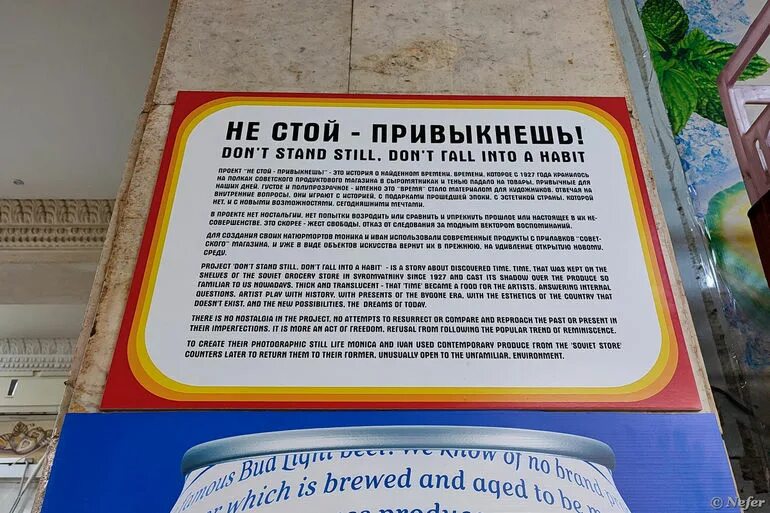 НЕ СТОЙ - ПРИВЫКНЕШЬ!
DON'T STAND STILL, DON'T FALL INTO A HABIT
ПРОЕКТ "НЕ СТОЙ - ПРИВЫКНЕШЬ!" - ЭТО ИСТОРИЯ О НАЙДЕННОМ ВРЕМЕНИ. ВРЕМЕНИ, КОТОРОЕ С 1927 ГОДА ХРАНИЛОСЬ
НА ПОЛКАХ СОВЕТСКОГО ПРОДУКТОВОГО МАГАЗИНА В СЫРОМЯТНИКАХ И ТЕНЬЮ ПАДАЛО НА ТОВАРЫ, ПРИВЫЧНЫЕ ДЛЯ
НАШИХ ДНЕЙ. ГУСТОЕ И ПОЛУПРОЗРАЧНОЕ - ИМЕННО ЭТО "ВРЕМЯ" СТАЛО МАТЕРИАЛОМ ДЛЯ ХУДОЖНИКОВ. ОТВЕЧАЯ НА
ВНУТРЕННИЕ ВОПРОСЫ, ОНИ ИГРАЮТ С ИСТОРИЕЙ, С ПОДАРКАМИ ПРОШЕДШЕЙ ЭПОХИ, С ЭСТЕТИКОЙ СТРАНЫ, КОТОРОЙ
НЕТ, И С НОВЫМИ ВОЗМОЖНОСТЯМИ, СЕГОДНЯШНИМИ МЕЧТАМИ.
В ПРОЕКТЕ НЕТ НОСТАЛЬГИИ, НЕТ ПОПЫТКИ ВОЗРОДИТЬ ИЛИ СРАВНИТЬ И УПРЕКНУТЬ ПРОШЛОЕ ИЛИ НАСТОЯЩЕЕ В ИХ НЕ-
СОВЕРШЕНСТВЕ. ЭТО СКОРЕЕ - ЖЕСТ СВОБОДЫ. ОТКАЗ ОТ СЛЕДОВАНИЯ ЗА МОДНЫМ ВЕКТОРОМ ВОСПОМИНАНИЙ.
ДЛЯ СОЗДАНИЯ СВОИХ НАТЮРМОРТОВ МОНИКА И ИВАН ИСПОЛЬЗОВАЛИ СОВРЕМЕННЫЕ ПРОДУКТЫ С ПРИЛАВКОВ "СОВЕТ-
СКОГО" МАГАЗИНА, И УЖЕ В ВИДЕ ОБЪЕКТОВ ИСКУССТВА ВЕРНУТ ИХ В ПРЕЖНЮЮ, НА УДИВЛЕНИЕ ОТКРЫТУЮ НОВОМУ,
СРЕДУ.
PROJECT 'DON'T STAND STILL, DON'T FALL INTO A HABIT' - IS A STORY ABOUT DISCOVERED TIME. TIME, THAT WAS KEPT ON THE
SHELVES OF THE SOVIET GROCERY STORE IN SYROMYATNIKY SINCE 1927 AND CAST ITS SHADOW OVER THE PRODUCE SO
FAMILIAR TO US NOWADAYS. THICK AND TRANSLUCENT - THAT 'TIME' BECAME A FOOD FOR THE ARTISTS. ANSWERING INTERNAL
QUESTIONS, ARTIST PLAY WITH HISTORY, WITH PRESENTS OF THE BYGONE ERA, WITH THE ESTHETICS OF THE COUNTRY THAT
DOESN'T EXIST, AND THE NEW POSSIBILITIES, THE DREAMS OF TODAY.
THERE IS NO NOSTALGIA IN THE PROJECT, NO ATTEMPTS TO RESURRECT OR COMPARE AND REPROACH THE PAST OR PRESENT IN
THEIR IMPERFECTIONS. IT IS MORE AN ACT OF FREEDOM. REFUSAL FROM FOLLOWING THE POPULAR TREND OF REMINISCENCE.
TO CREATE THEIR PHOTOGRAPHIC STILL LIFE MONICA AND IVAN USED CONTEMPORARY PRODUCE FROM THE 'SOVIET STORE'
COUNTERS LATER TO RETURN THEM TO THEIR FORMER, UNUSUALLY OPEN TO THE UNFAMILIAR, ENVIRONMENT.
amous Bud Light beer. We know of no brand
which is brewed and aged to be
© Nefer